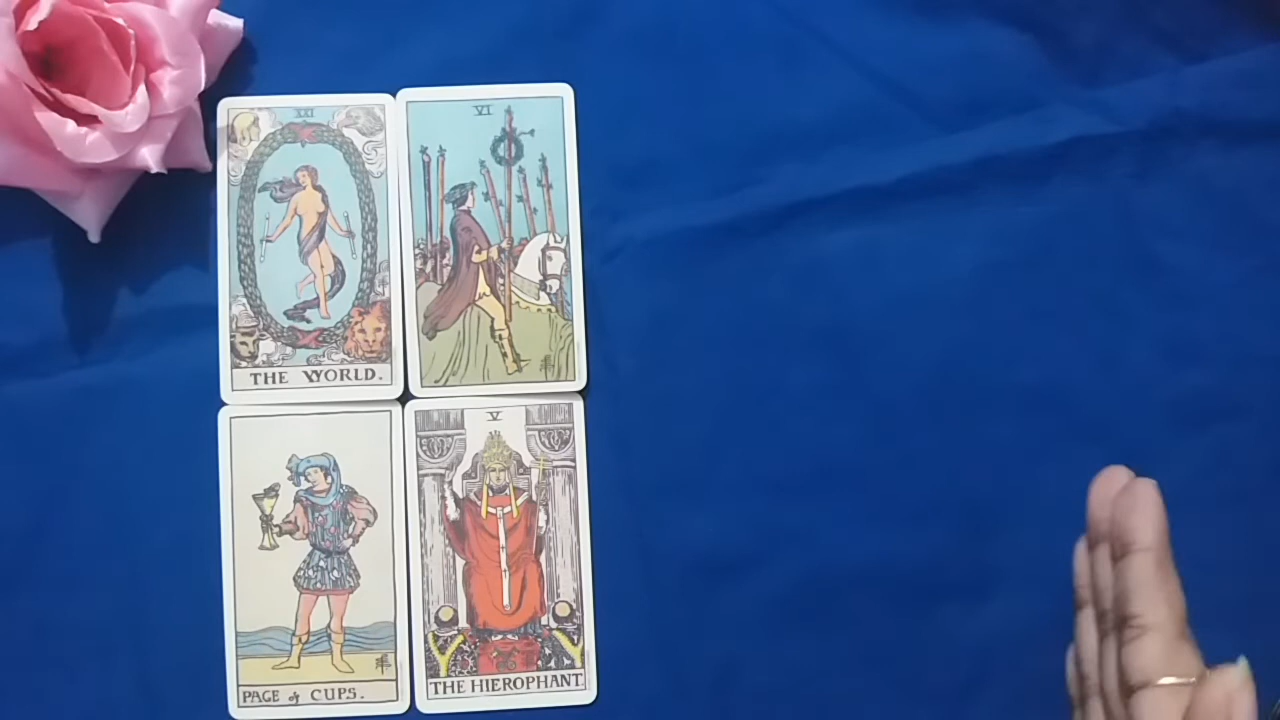 XXI
THE WORLD.
VI
PAGE of CUPS.
V
THE HIEROPHANT.